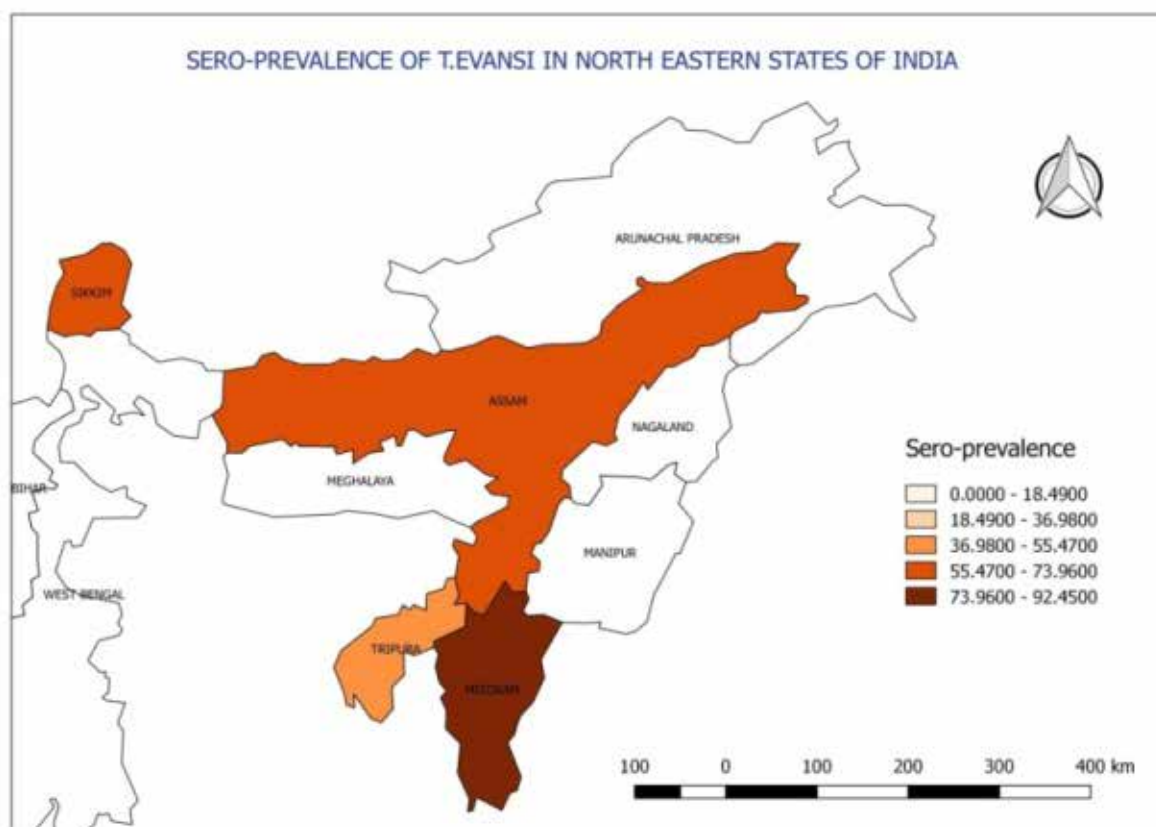 SERO-PREVALENCE OF T.EVANSI IN NORTH EASTERN STATES OF INDIA
ARUNACHAL PRADESH
SIKKIM
ASSAM
NAGALAND
MEGHALAYA
BIHAR
MANIPUR
WEST BENGAL
TRIPURA
MIZORAM
Sero-prevalence
0.0000 - 18.4900
18.4900 - 36.9800
36.9800 - 55.4700
55.4700 - 73.9600
73.9600 - 92.4500
100 0 100 200 300 400 km